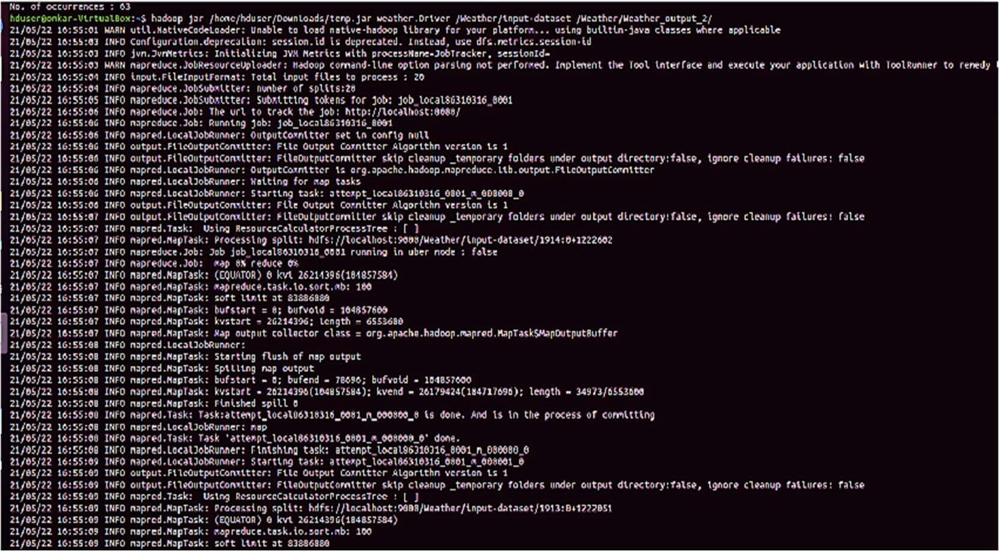 No. of occurrences : 63
hduser@omkar-VirtualBox:~$ hadoop jar /home/hduser/Downloads/temp.jar weather.Driver /Weather/input-dataset /Weather/Weather_output_2/
21/05/22 16:55:01 WARN util.NativeCodeLoader: Unable to load native-hadoop library for your platform... using builtin-java classes where applicable
21/05/22 16:55:03 INFO Configuration.deprecation: session.id is deprecated. Instead, use dfs.metrics.session-id
21/05/22 16:55:03 INFO jvm.JvmMetrics: Initializing JVM Metrics with processName=JobTracker, sessionId=
21/05/22 16:55:03 WARN mapreduce.JobResourceUploader: Hadoop command-line option parsing not performed. Implement the Tool interface and execute your application with ToolRunner to remedy
21/05/22 16:55:04 INFO input.FileInputFormat: Total input files to process : 20
21/05/22 16:55:04 INFO mapreduce.JobSubmitter: number of splits:20
21/05/22 16:55:05 INFO mapreduce.JobSubmitter: Submitting tokens for job: job_local86310316_0001
21/05/22 16:55:06 INFO mapreduce.Job: The url to track the job: http://localhost:8080/
21/05/22 16:55:06 INFO mapreduce.Job: Running job: job_local86310316_0001
21/05/22 16:55:06 INFO mapred.LocalJobRunner: OutputCommitter set in config null
21/05/22 16:55:06 INFO output.FileOutputCommitter: File Output Committer Algorithm version is 1
21/05/22 16:55:06 INFO output.FileOutputCommitter: FileOutputCommitter skip cleanup _temporary folders under output directory:false, ignore cleanup failures: false
21/05/22 16:55:06 INFO mapred.LocalJobRunner: OutputCommitter is org.apache.hadoop.mapreduce.lib.output.FileOutputCommitter
21/05/22 16:55:06 INFO mapred.LocalJobRunner: Waiting for map tasks
21/05/22 16:55:06 INFO mapred.LocalJobRunner: Starting task: attempt_local86310316_0001_m_000000_0
21/05/22 16:55:06 INFO output.FileOutputCommitter: File Output Committer Algorithm version is 1
21/05/22 16:55:07 INFO output.FileOutputCommitter: FileOutputCommitter skip cleanup _temporary folders under output directory:false, ignore cleanup failures: false
21/05/22 16:55:07 INFO mapred.Task:  Using ResourceCalculatorProcessTree : [ ]
21/05/22 16:55:07 INFO mapred.MapTask: Processing split: hdfs://localhost:9000/Weather/input-dataset/1914:0+1222602
21/05/22 16:55:07 INFO mapreduce.Job: Job job_local86310316_0001 running in uber mode : false
21/05/22 16:55:07 INFO mapreduce.Job:  map 0% reduce 0%
21/05/22 16:55:07 INFO mapred.MapTask: (EQUATOR) 0 kvi 26214396(104857584)
21/05/22 16:55:07 INFO mapred.MapTask: mapreduce.task.io.sort.mb: 100
21/05/22 16:55:07 INFO mapred.MapTask: soft limit at 83886080
21/05/22 16:55:07 INFO mapred.MapTask: bufstart = 0; bufvoid = 104857600
21/05/22 16:55:07 INFO mapred.MapTask: kvstart = 26214396; length = 6553600
21/05/22 16:55:07 INFO mapred.MapTask: Map output collector class = org.apache.hadoop.mapred.MapTask$MapOutputBuffer
21/05/22 16:55:08 INFO mapred.LocalJobRunner:
21/05/22 16:55:08 INFO mapred.MapTask: Starting flush of map output
21/05/22 16:55:08 INFO mapred.MapTask: Spilling map output
21/05/22 16:55:08 INFO mapred.MapTask: bufstart = 0; bufend = 78696; bufvoid = 104857600
21/05/22 16:55:08 INFO mapred.MapTask: kvstart = 26214396(104857584); kvend = 26179424(104717696); length = 34973/6553600
21/05/22 16:55:08 INFO mapred.MapTask: Finished spill 0
21/05/22 16:55:08 INFO mapred.Task: Task:attempt_local86310316_0001_m_000000_0 is done. And is in the process of committing
21/05/22 16:55:08 INFO mapred.LocalJobRunner: map
21/05/22 16:55:08 INFO mapred.Task: Task 'attempt_local86310316_0001_m_000000_0' done.
21/05/22 16:55:08 INFO mapred.LocalJobRunner: Finishing task: attempt_local86310316_0001_m_000000_0
21/05/22 16:55:09 INFO mapred.LocalJobRunner: Starting task: attempt_local86310316_0001_m_000001_0
21/05/22 16:55:09 INFO output.FileOutputCommitter: File Output Committer Algorithm version is 1
21/05/22 16:55:09 INFO output.FileOutputCommitter: FileOutputCommitter skip cleanup _temporary folders under output directory:false, ignore cleanup failures: false
21/05/22 16:55:09 INFO mapred.Task:  Using ResourceCalculatorProcessTree : [ ]
21/05/22 16:55:09 INFO mapred.MapTask: Processing split: hdfs://localhost:9000/Weather/input-dataset/1913:0+1222051
21/05/22 16:55:09 INFO mapred.MapTask: (EQUATOR) 0 kvi 26214396(104857584)
21/05/22 16:55:09 INFO mapred.MapTask: mapreduce.task.io.sort.mb: 100
21/05/22 16:55:09 INFO mapred.MapTask: soft limit at 83886080